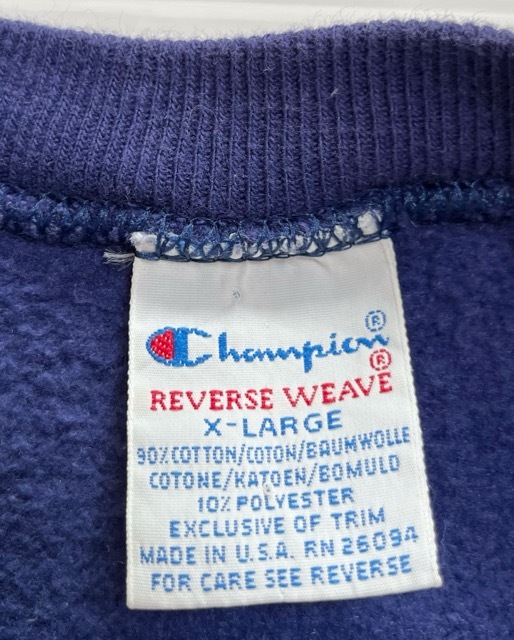 Champion®
REVERSE WEAVE®
X-LARGE
90%COTTON/COTON/BAUMWOLLE
COTONE/KATOEN/BOMULD
10% POLYESTER
EXCLUSIVE OF TRIM
MADE IN U.S.A. RN 26094
FOR CARE SEE REVERSE